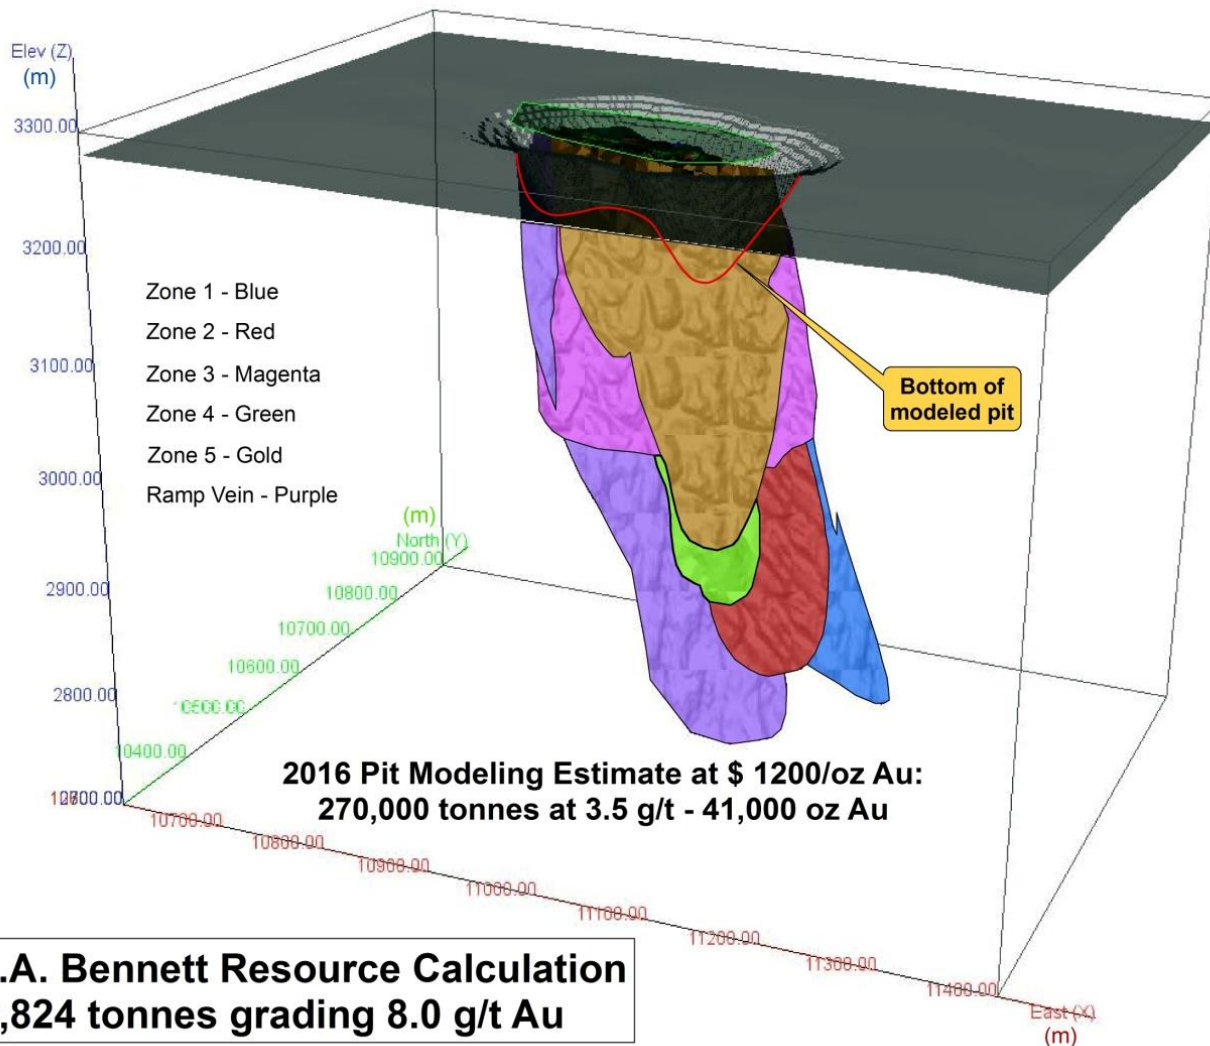 Elev (Z)
(m)
3300.00
3200.00
3100.00
3000.00
2900.00
2800.00
Zone 1 - Blue
Zone 2 - Red
Zone 3 - Magenta
Zone 4 - Green
Zone 5 - Gold
Ramp Vein - Purple
Bottom of
modeled pit
(m)
North (Y)
10900.00
10800.00
10700.00
10600.00
10500.00
10400.00
2016 Pit Modeling Estimate at $ 1200/oz Au:
270,000 tonnes at 3.5 g/t - 41,000 oz Au
10700.00
10800.00
10900.00
11000.00
11100.00
11200.00
11300.00
11400.00
East (X)
(m)
.A. Bennett Resource Calculation
,824 tonnes grading 8.0 g/t Au